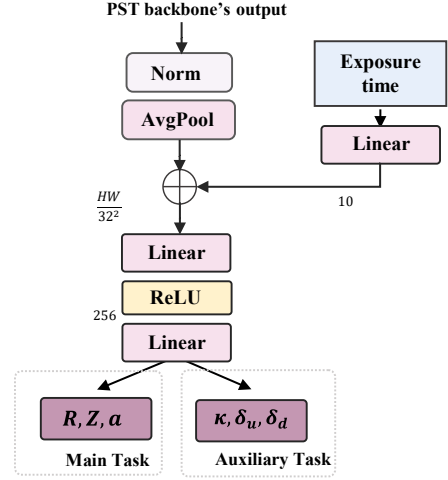 PST backbone's output
Norm
Exposure
time
AvgPool
Linear
HW
32²
10
Linear
ReLU
256
Linear
R, Z, a
κ, δᵤ, δ_d
Main Task
Auxiliary Task